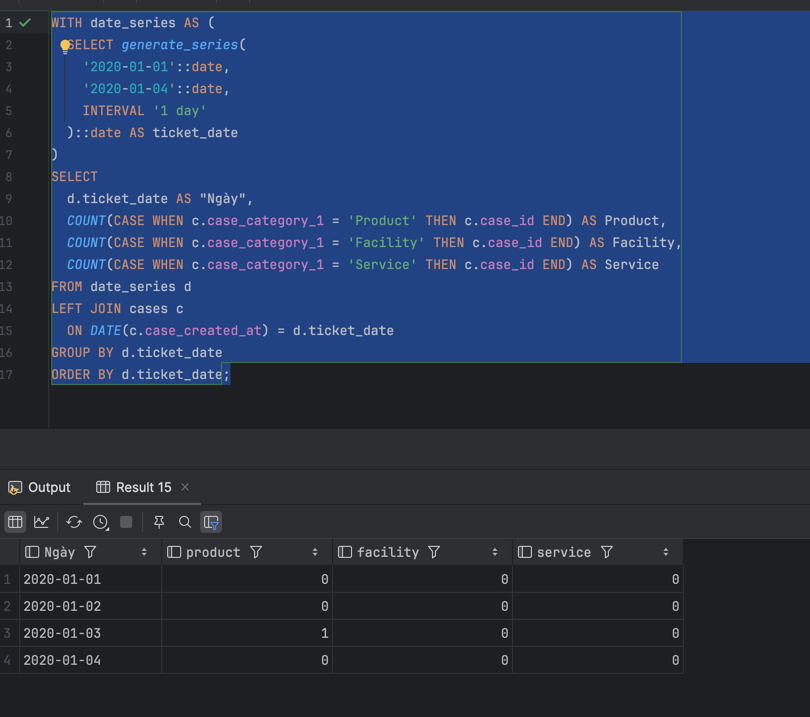 1 WITH date_series AS (
2 SELECT generate_series(
3 '2020-01-01'::date,
4 '2020-01-04'::date,
5 INTERVAL '1 day'
6 )::date AS ticket_date
7 )
8 SELECT
9 d.ticket_date AS "Ngày",
10 COUNT(CASE WHEN c.case_category_1 = 'Product' THEN c.case_id END) AS Product,
11 COUNT(CASE WHEN c.case_category_1 = 'Facility' THEN c.case_id END) AS Facility,
12 COUNT(CASE WHEN c.case_category_1 = 'Service' THEN c.case_id END) AS Service
13 FROM date_series d
14 LEFT JOIN cases c
15 ON DATE(c.case_created_at) = d.ticket_date
16 GROUP BY d.ticket_date
17 ORDER BY d.ticket_date;
Output Result 15
Ngày product facility service
1 2020-01-01 0 0 0
2 2020-01-02 0 0 0
3 2020-01-03 1 0 0
4 2020-01-04 0 0 0